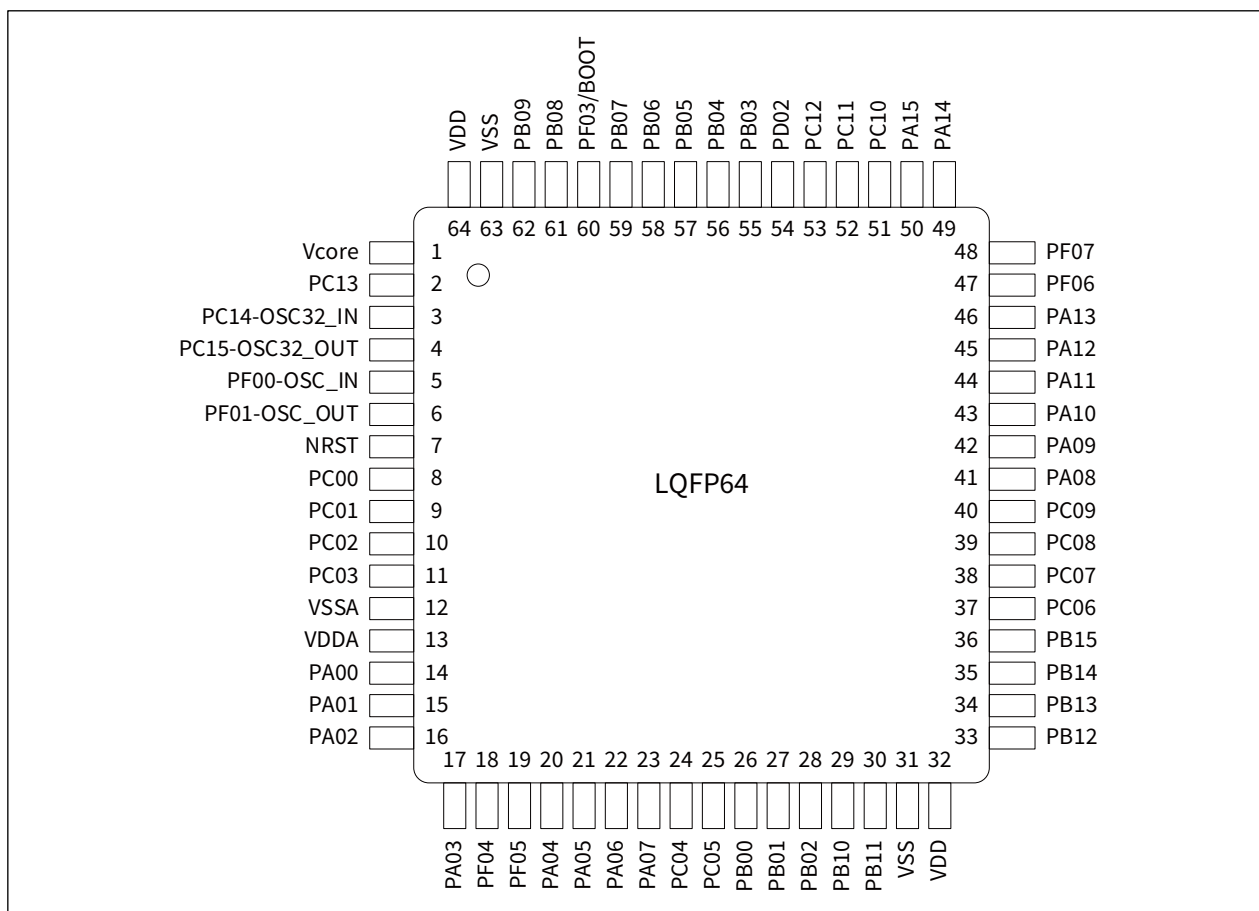 VDD VSS PB09 PB08 PF03/BOOT PB07 PB06 PB05 PB04 PB03 PD02 PC12 PC11 PC10 PA15 PA14
64 63 62 61 60 59 58 57 56 55 54 53 52 51 50 49
Vcore 1 48 PF07
PC13 2 47 PF06
PC14-OSC32_IN 3 46 PA13
PC15-OSC32_OUT 4 45 PA12
PF00-OSC_IN 5 44 PA11
PF01-OSC_OUT 6 43 PA10
NRST 7 42 PA09
PC00 8 41 PA08
LQFP64
PC01 9 40 PC09
PC02 10 39 PC08
PC03 11 38 PC07
VSSA 12 37 PC06
VDDA 13 36 PB15
PA00 14 35 PB14
PA01 15 34 PB13
PA02 16 33 PB12
17 18 19 20 21 22 23 24 25 26 27 28 29 30 31 32
PA03 PF04 PF05 PA04 PA05 PA06 PA07 PC04 PC05 PB00 PB01 PB02 PB10 PB11 VSS VDD